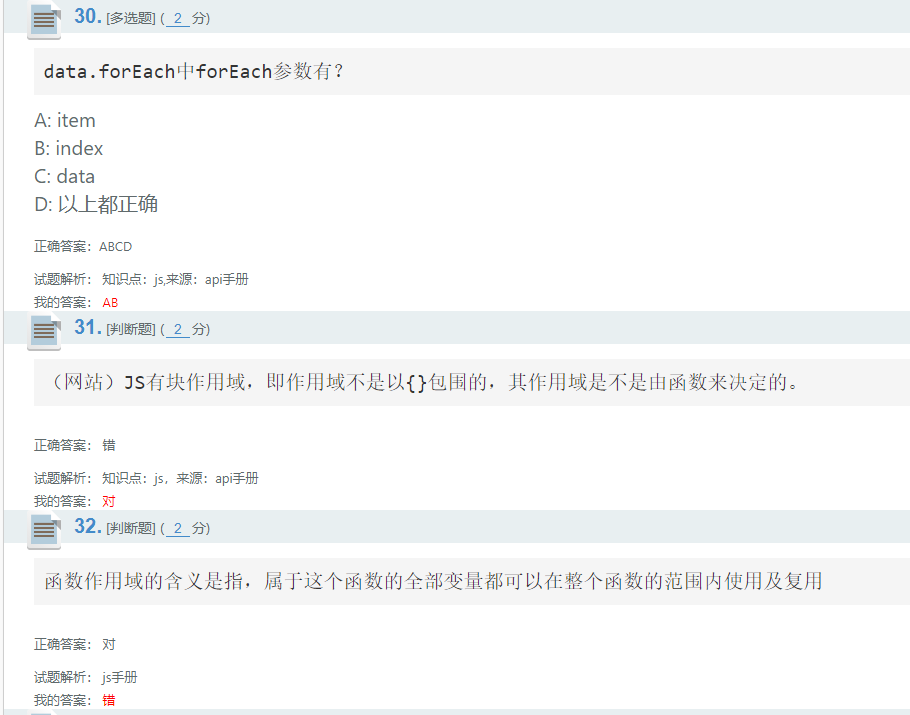 30. [多选题] ( 2 分)
data.forEach中forEach参数有？
A: item
B: index
C: data
D: 以上都正确
正确答案：ABCD
试题解析： 知识点：js,来源：api手册
我的答案： AB
31. [判断题] ( 2 分)
（网站）JS有块作用域，即作用域不是以{}包围的，其作用域是不是由函数来决定的。
正确答案： 错
试题解析： 知识点：js，来源：api手册
我的答案： 对
32. [判断题] ( 2 分)
函数作用域的含义是指，属于这个函数的全部变量都可以在整个函数的范围内使用及复用
正确答案： 对
试题解析： js手册
我的答案： 错